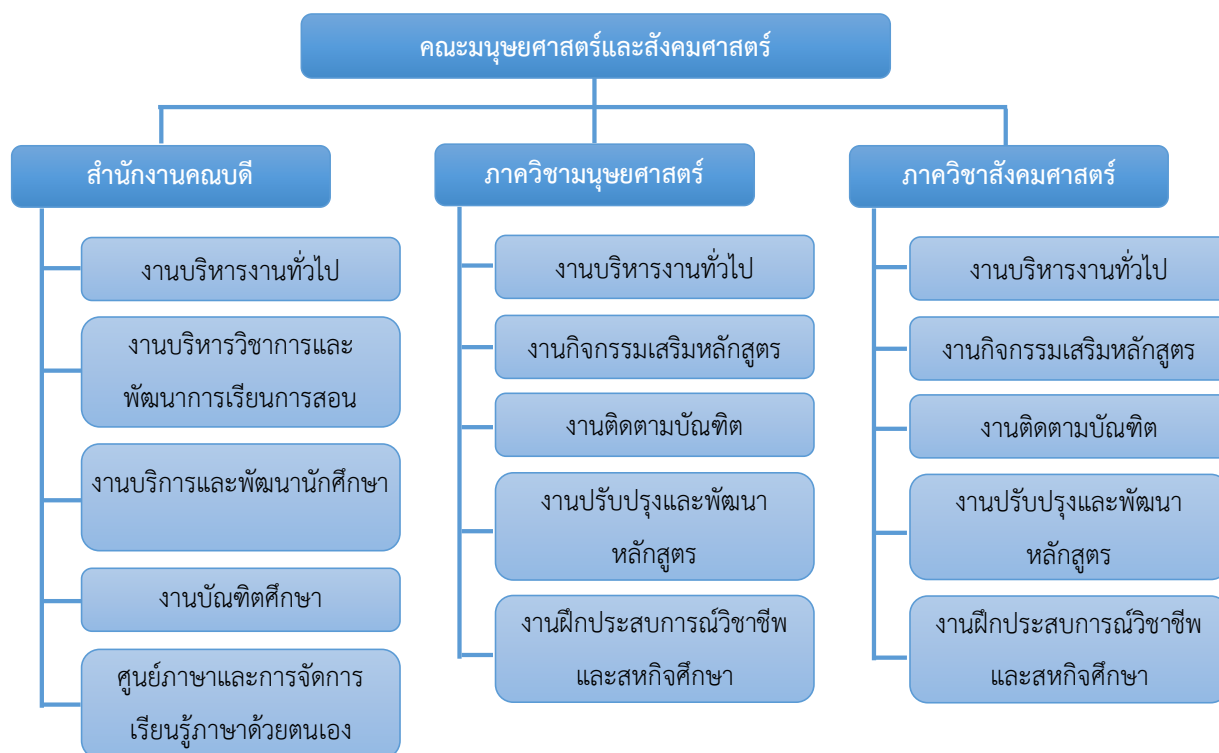 คณะมนุษยศาสตร์และสังคมศาสตร์
สำนักงานคณบดี
งานบริหารงานทั่วไป
งานบริหารวิชาการและ
พัฒนาการเรียนการสอน
งานบริการและพัฒนานักศึกษา
งานบัณฑิตศึกษา
ศูนย์ภาษาและการจัดการ
เรียนรู้ภาษาด้วยตนเอง
ภาควิชามนุษยศาสตร์
งานบริหารงานทั่วไป
งานกิจกรรมเสริมหลักสูตร
งานติดตามบัณฑิต
งานปรับปรุงและพัฒนา
หลักสูตร
งานฝึกประสบการณ์วิชาชีพ
และสหกิจศึกษา
ภาควิชาสังคมศาสตร์
งานบริหารงานทั่วไป
งานกิจกรรมเสริมหลักสูตร
งานติดตามบัณฑิต
งานปรับปรุงและพัฒนา
หลักสูตร
งานฝึกประสบการณ์วิชาชีพ
และสหกิจศึกษา